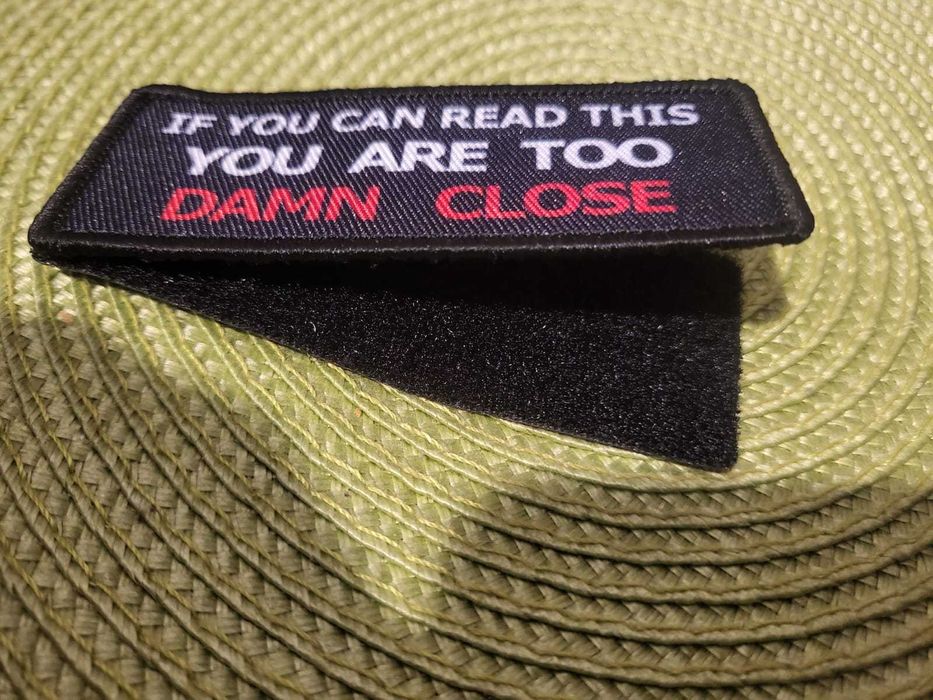 IF YOU CAN READ THIS
YOU ARE TOO
DAMN CLOSE